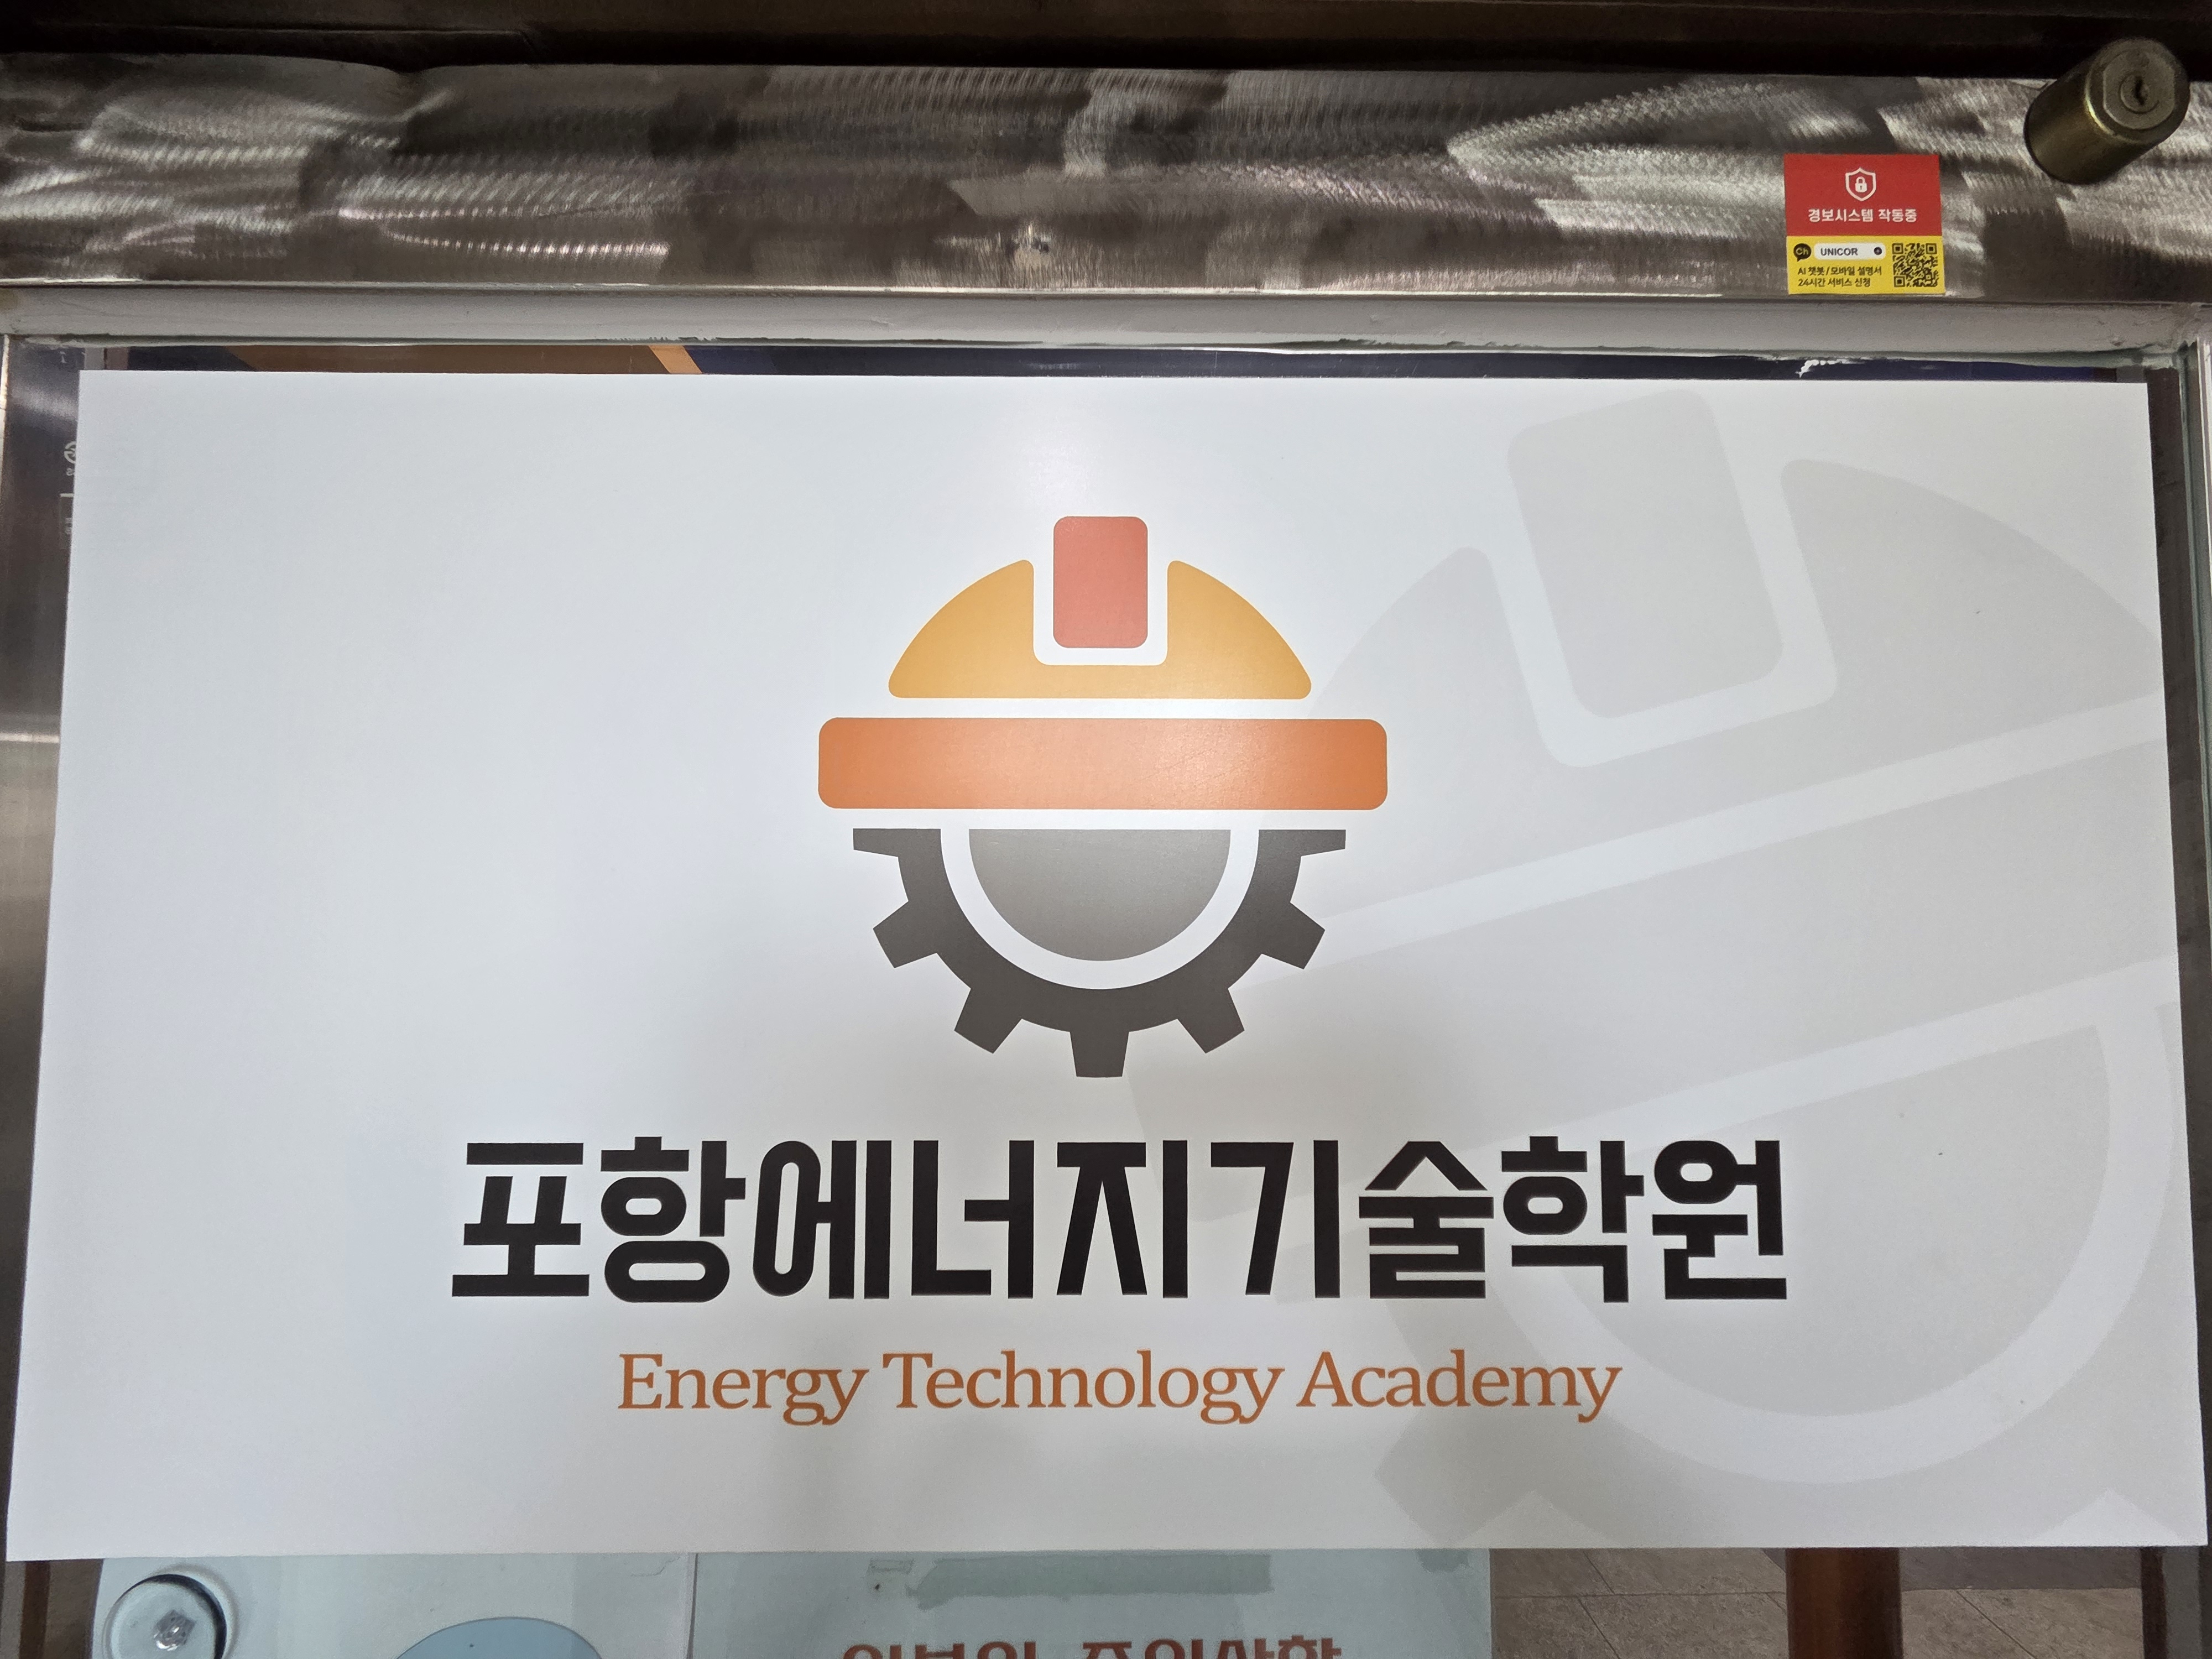 경보시스템 작동중
Ch UNICOR
AI 챗봇 / 모바일 설명서
24시간 서비스 신청
포항에너지기술학원
Energy Technology Academy